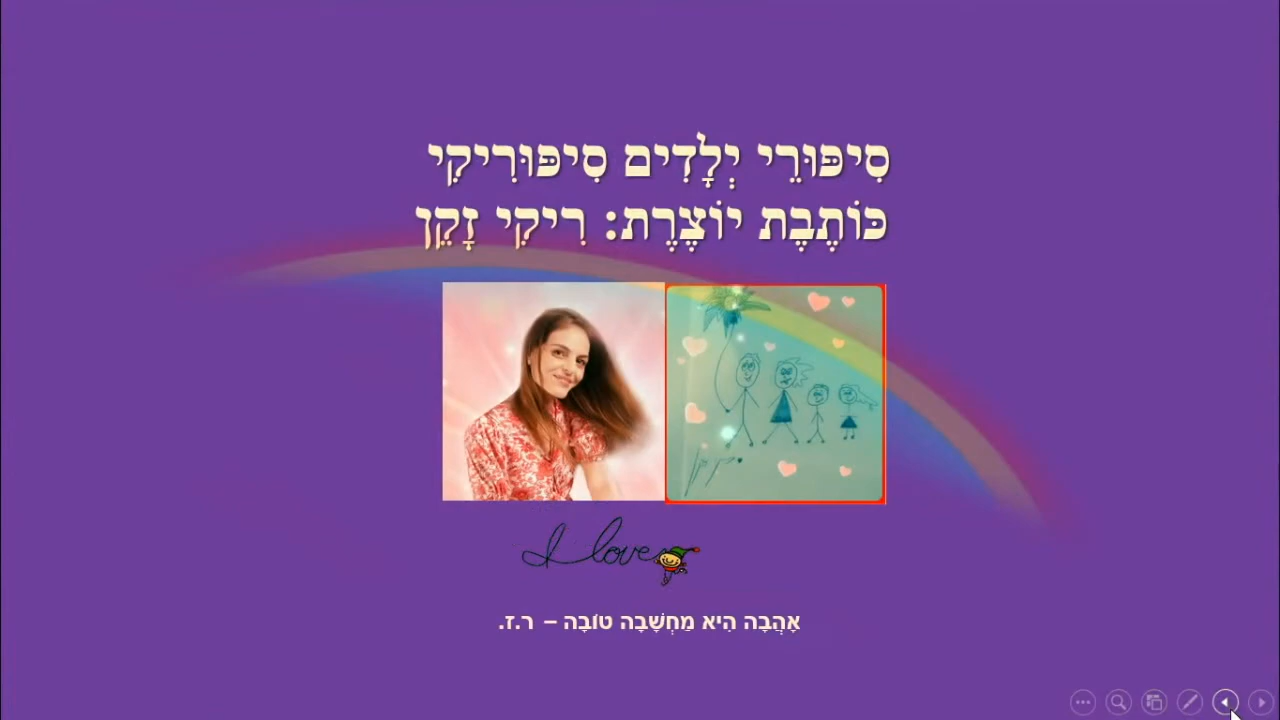 סִיפּוּרֵי יְלָדִים סִיפּוּרִיקִי
כּוֹתֶבֶת יוֹצֶרֶת: רִיקִי זָקֵן
I love
אַהֲבָה הִיא מַחְשָׁבָה טוֹבָה – ר.ז.